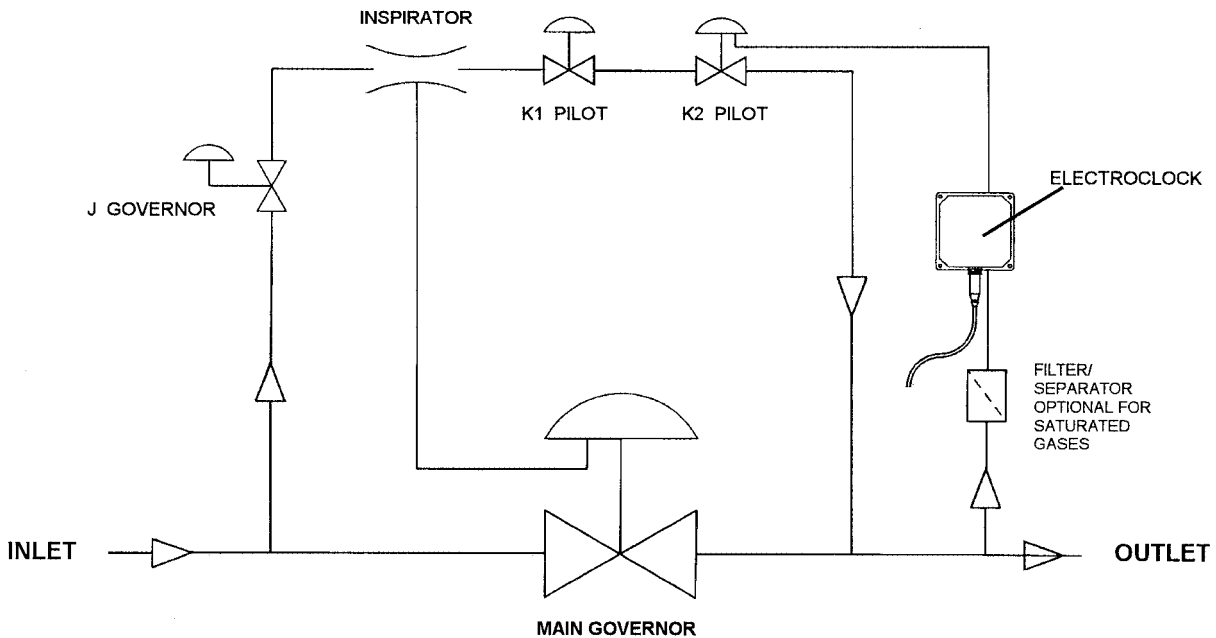 INSPIRATOR
K1 PILOT
K2 PILOT
ELECTROCLOCK
J GOVERNOR
FILTER/
SEPARATOR
OPTIONAL FOR
SATURATED
GASES
INLET
OUTLET
MAIN GOVERNOR